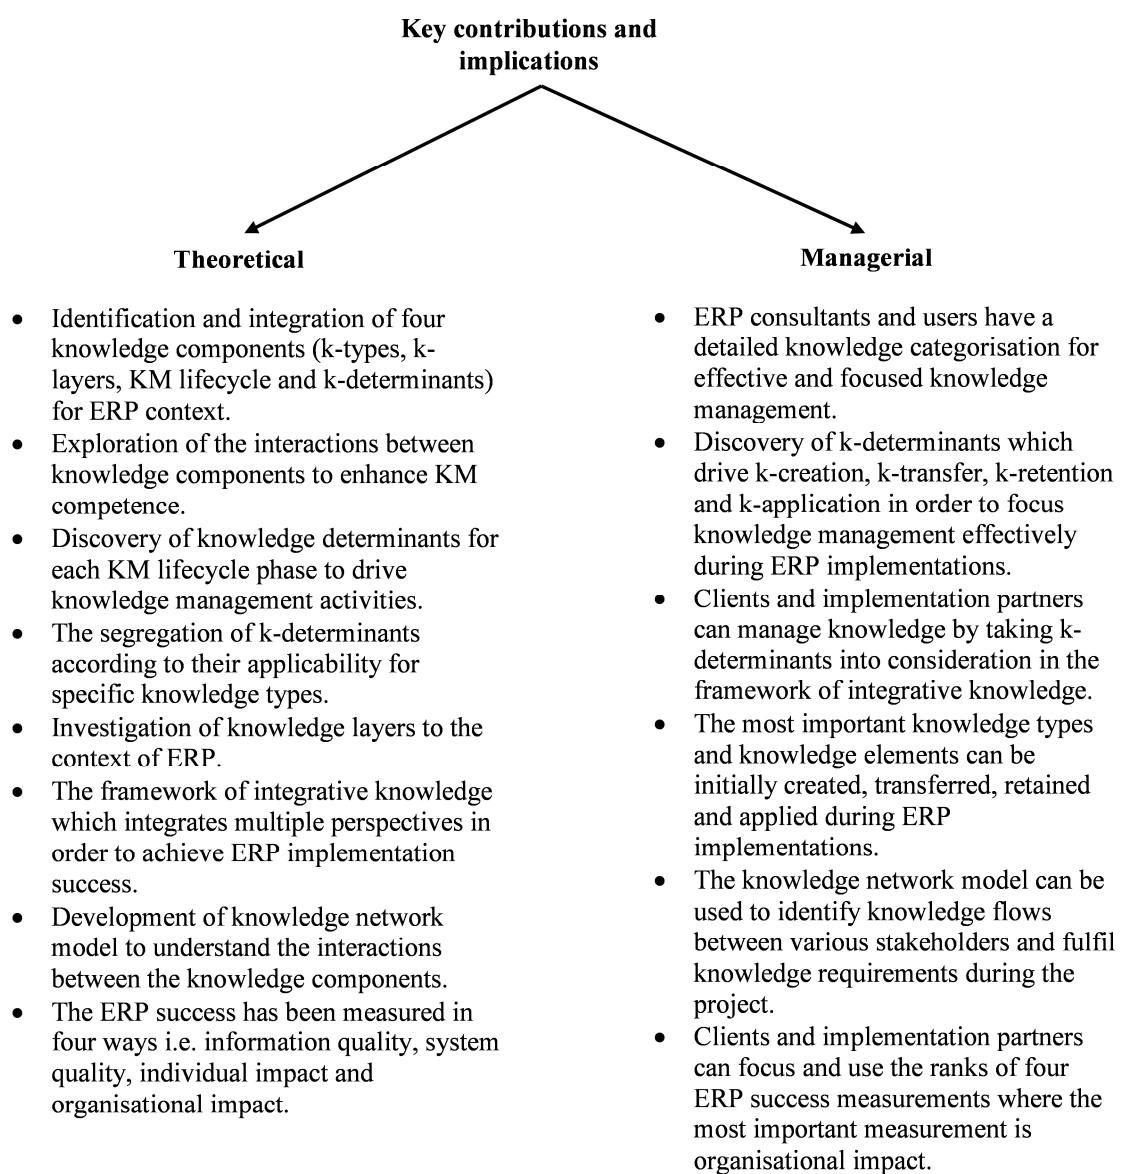 Key contributions and
implications
Theoretical
• Identification and integration of four
knowledge components (k-types, k-
layers, KM lifecycle and k-determinants)
for ERP context.
• Exploration of the interactions between
knowledge components to enhance KM
competence.
• Discovery of knowledge determinants for
each KM lifecycle phase to drive
knowledge management activities.
• The segregation of k-determinants
according to their applicability for
specific knowledge types.
• Investigation of knowledge layers to the
context of ERP.
• The framework of integrative knowledge
which integrates multiple perspectives in
order to achieve ERP implementation
success.
• Development of knowledge network
model to understand the interactions
between the knowledge components.
• The ERP success has been measured in
four ways i.e. information quality, system
quality, individual impact and
organisational impact.
Managerial
• ERP consultants and users have a
detailed knowledge categorisation for
effective and focused knowledge
management.
• Discovery of k-determinants which
drive k-creation, k-transfer, k-retention
and k-application in order to focus
knowledge management effectively
during ERP implementations.
• Clients and implementation partners
can manage knowledge by taking k-
determinants into consideration in the
framework of integrative knowledge.
• The most important knowledge types
and knowledge elements can be
initially created, transferred, retained
and applied during ERP
implementations.
• The knowledge network model can be
used to identify knowledge flows
between various stakeholders and fulfil
knowledge requirements during the
project.
• Clients and implementation partners
can focus and use the ranks of four
ERP success measurements where the
most important measurement is
organisational impact.